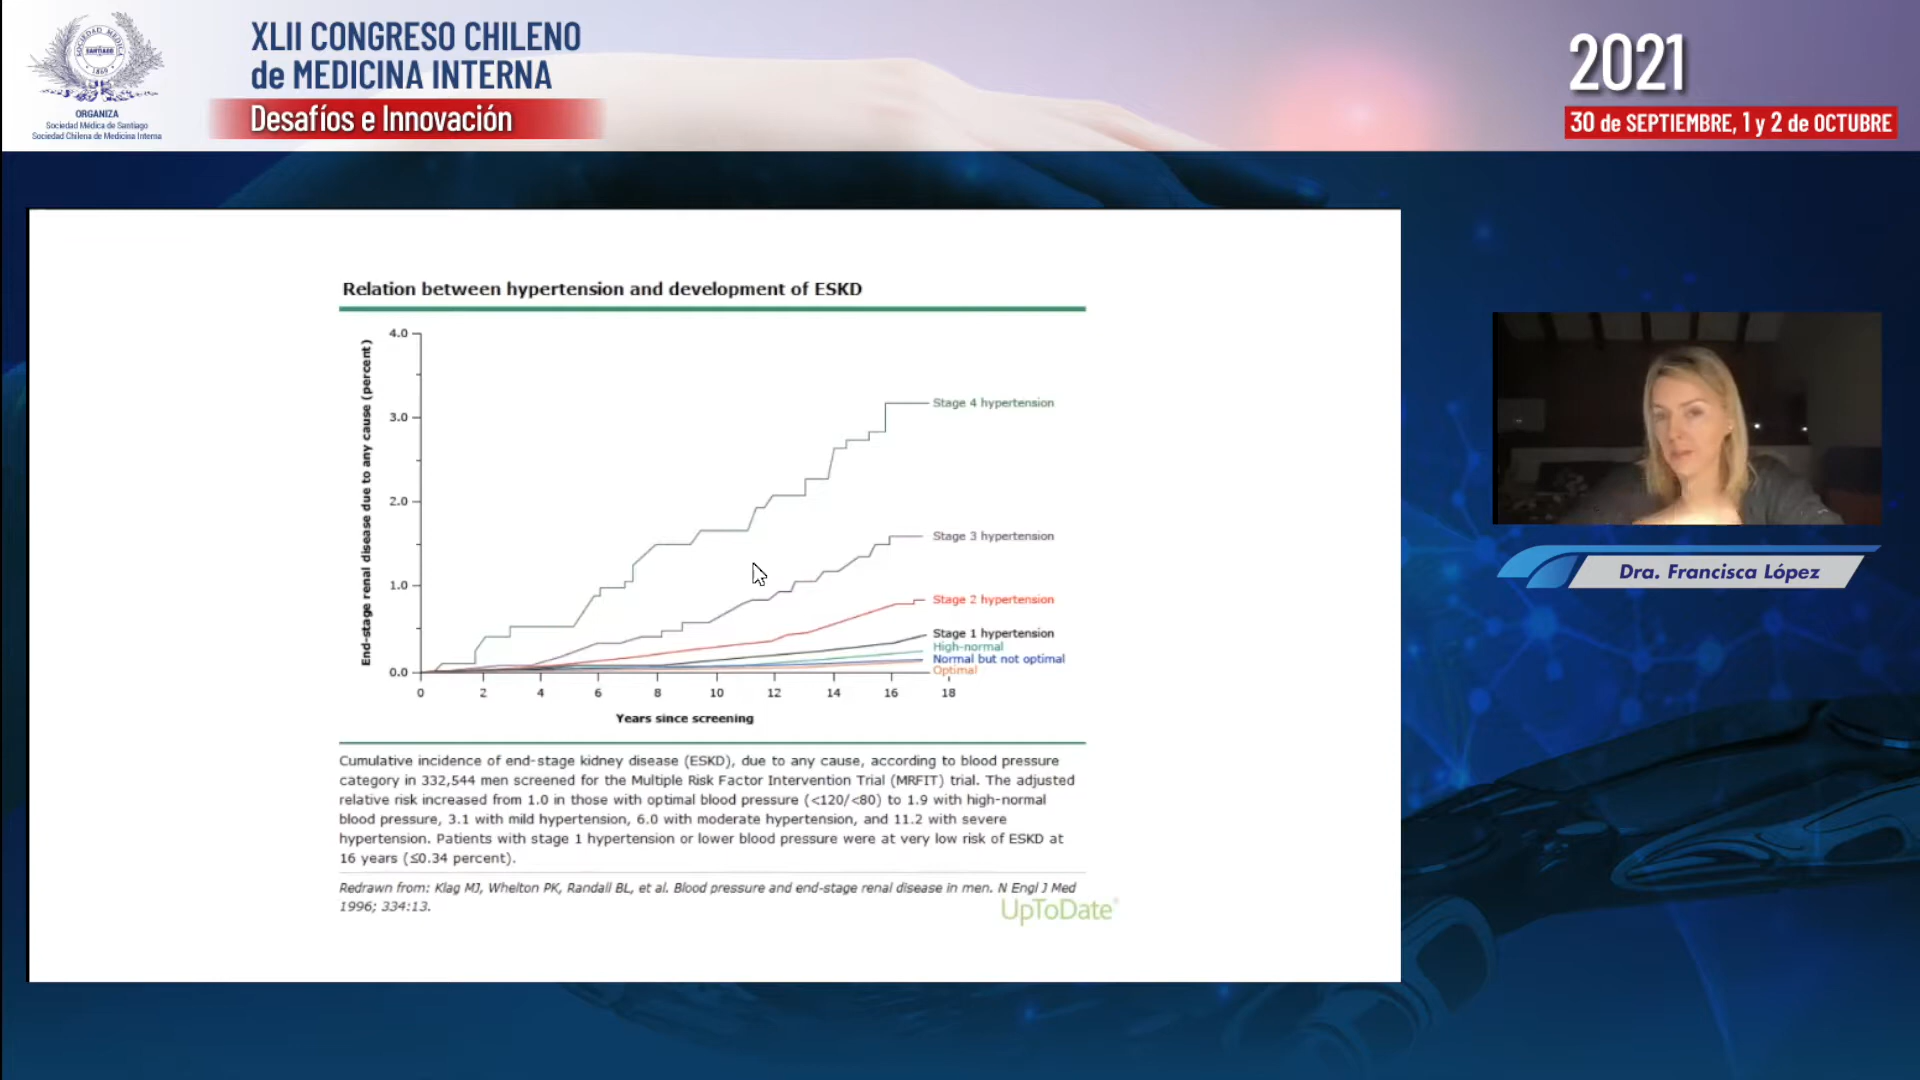 SOCIEDAD MEDICA
SANTIAGO
1869
ORGANIZA
Sociedad Médica de Santiago
Sociedad Chilena de Medicina Interna
XLII CONGRESO CHILENO
de MEDICINA INTERNA
Desafíos e Innovación
2021
30 de SEPTIEMBRE, 1 y 2 de OCTUBRE
Relation between hypertension and development of ESKD
End-stage renal disease due to any cause (percent)
4.0
3.0
2.0
1.0
0.0
Stage 4 hypertension
Stage 3 hypertension
Stage 2 hypertension
Stage 1 hypertension
High-normal
Normal but not optimal
Optimal
0 2 4 6 8 10 12 14 16 18
Years since screening
Cumulative incidence of end-stage kidney disease (ESKD), due to any cause, according to blood pressure
category in 332,544 men screened for the Multiple Risk Factor Intervention Trial (MRFIT) trial. The adjusted
relative risk increased from 1.0 in those with optimal blood pressure (<120/<80) to 1.9 with high-normal
blood pressure, 3.1 with mild hypertension, 6.0 with moderate hypertension, and 11.2 with severe
hypertension. Patients with stage 1 hypertension or lower blood pressure were at very low risk of ESKD at
16 years (≤0.34 percent).
Redrawn from: Klag MJ, Whelton PK, Randall BL, et al. Blood pressure and end-stage renal disease in men. N Engl J Med
1996; 334:13.
UpToDate®
Dra. Francisca López